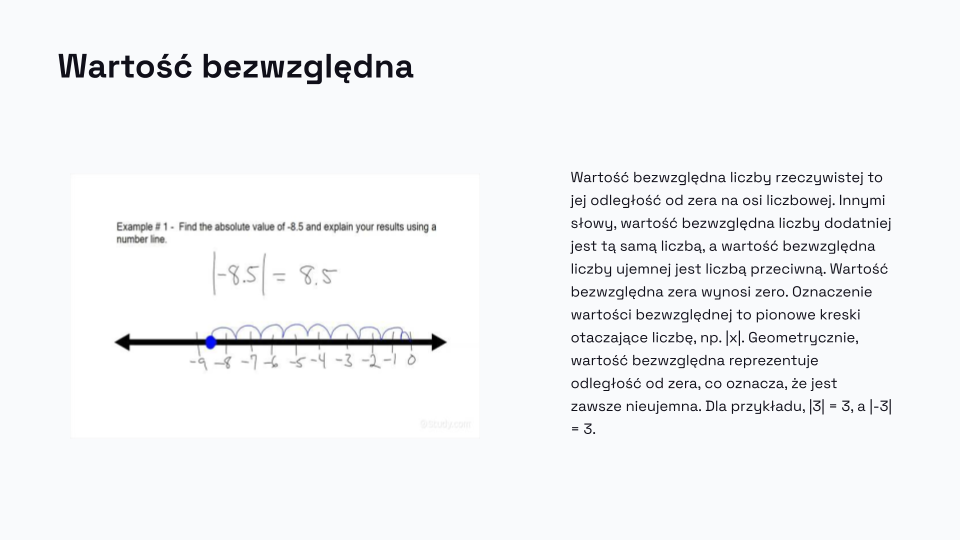 Wartość bezwzględna
Example # 1 - Find the absolute value of -8.5 and explain your results using a
number line.
|-8.5| = 8.5
-9 -8 -7 -6 -5 -4 -3 -2 -1 0
Study.com
Wartość bezwzględna liczby rzeczywistej to
jej odległość od zera na osi liczbowej. Innymi
słowy, wartość bezwzględna liczby dodatniej
jest tą samą liczbą, a wartość bezwzględna
liczby ujemnej jest liczbą przeciwną. Wartość
bezwzględna zera wynosi zero. Oznaczenie
wartości bezwzględnej to pionowe kreski
otaczające liczbę, np. |x|. Geometrycznie,
wartość bezwzględna reprezentuje
odległość od zera, co oznacza, że jest
zawsze nieujemna. Dla przykładu, |3| = 3, a |-3|
= 3.